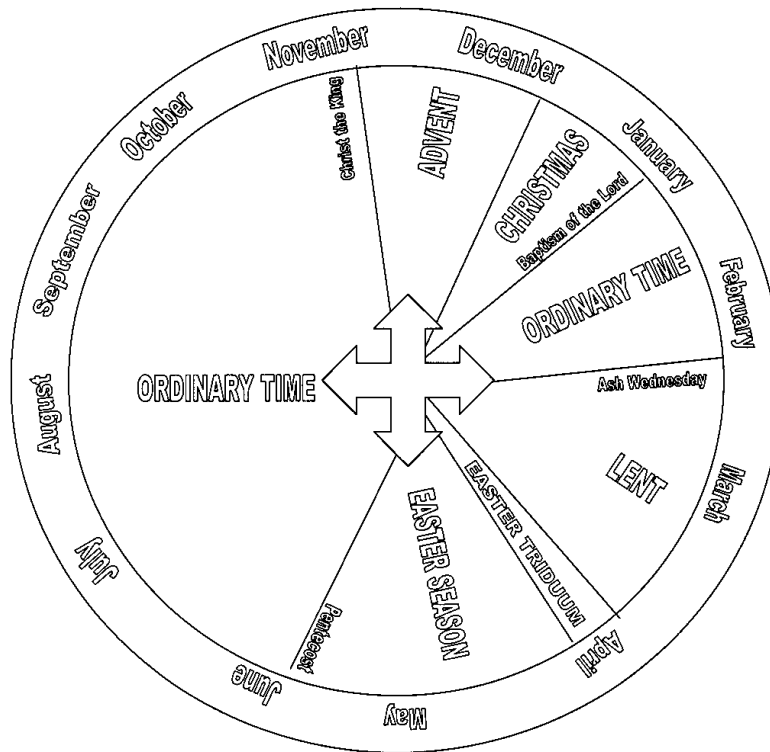 November
December
January
February
March
April
May
June
July
August
September
October
Christ the King
ADVENT
CHRISTMAS
Baptism of the Lord
ORDINARY TIME
Ash Wednesday
LENT
EASTER TRIDUUM
EASTER SEASON
Pentecost
ORDINARY TIME